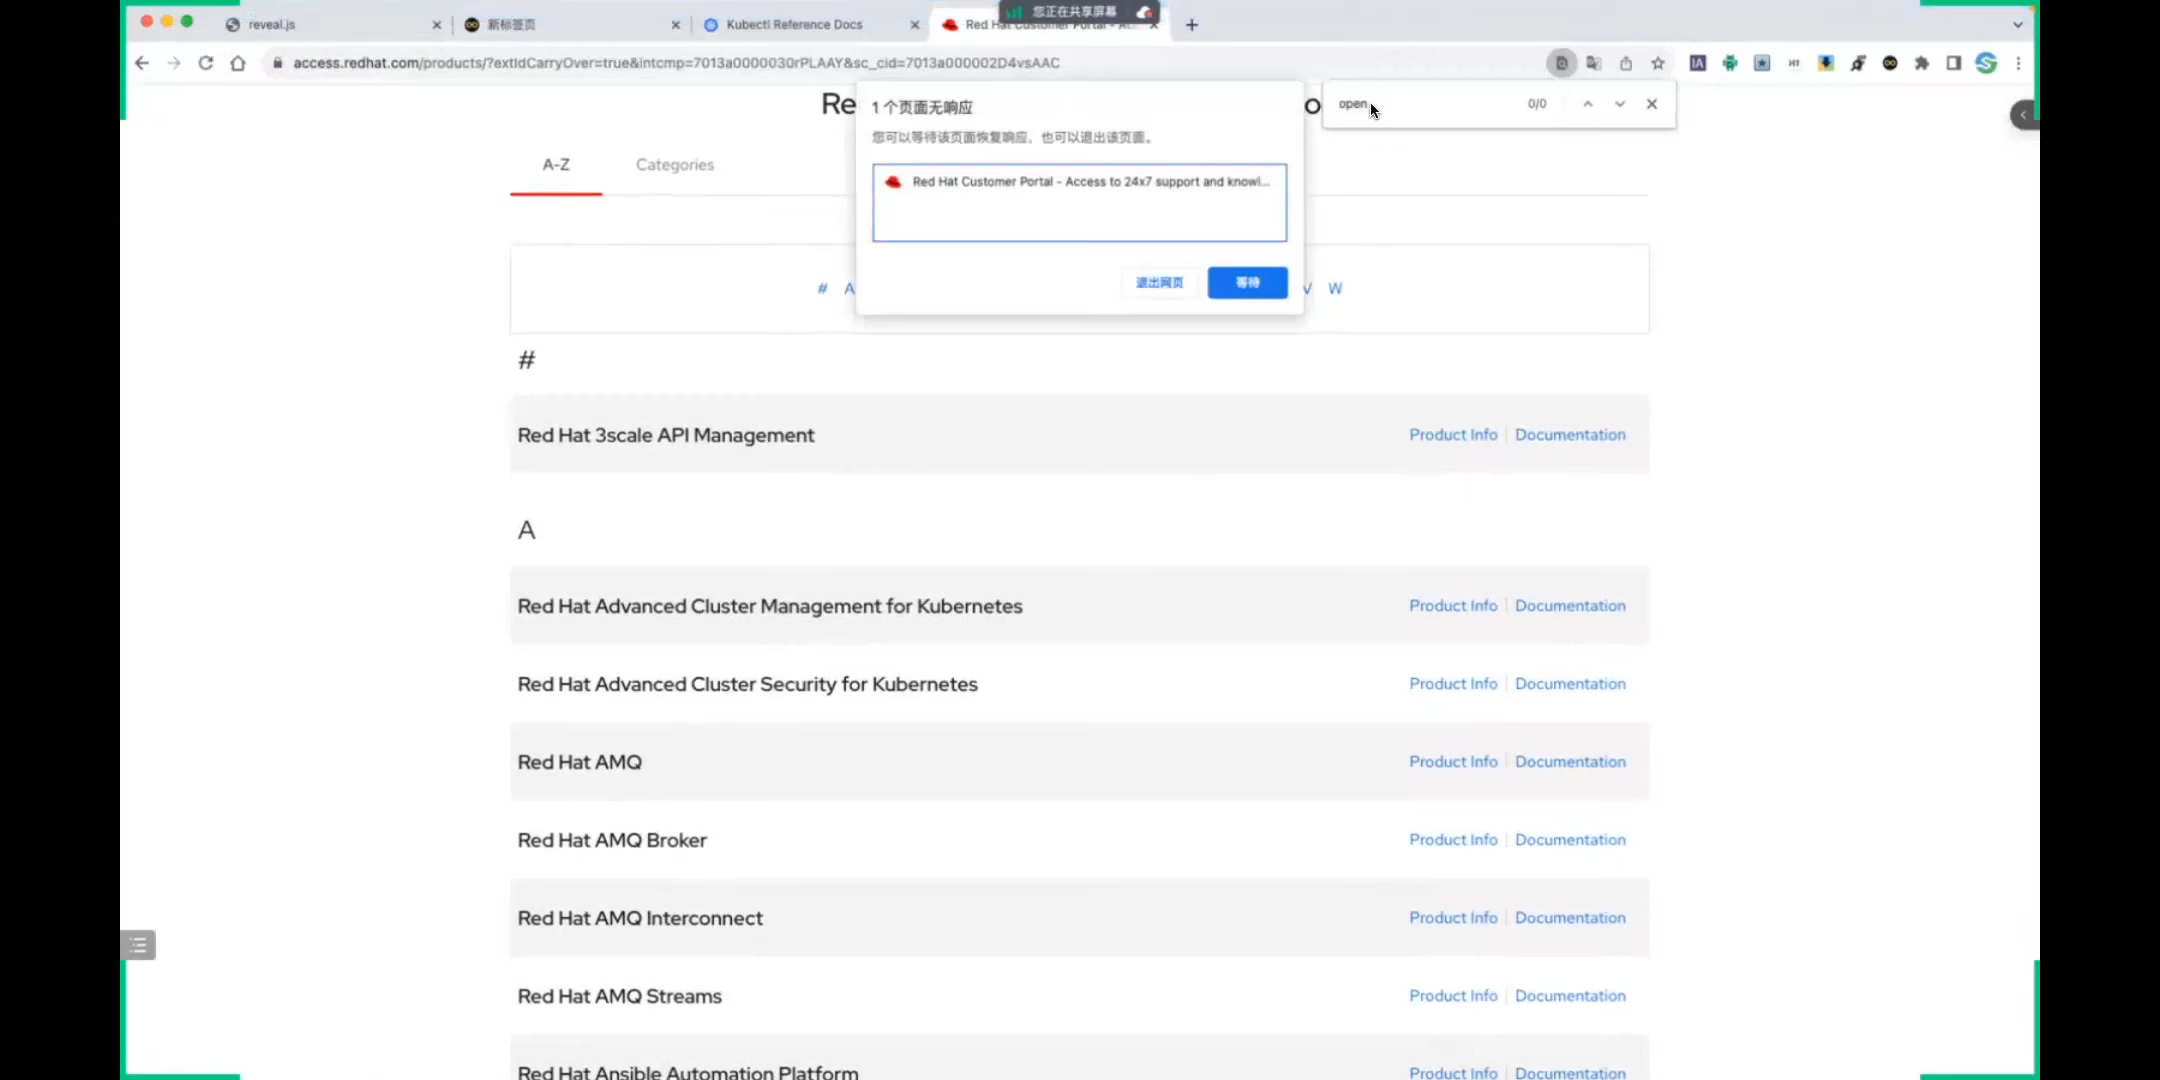 您正在共享屏幕
reveal.js
新标签页
Kubectl Reference Docs
Red Hat Customer Portal - Ac
access.redhat.com/products/?extIdCarryOver=true&intcmp=7013a0000030rPLAAY&sc_cid=7013a000002D4vsAAC
Re
o
open
0/0
1 个页面无响应
您可以等待该页面恢复响应，也可以退出该页面。
Red Hat Customer Portal - Access to 24x7 support and knowl...
退出网页
等待
A-Z
Categories
# A
V W
#
Red Hat 3scale API Management
Product Info | Documentation
A
Red Hat Advanced Cluster Management for Kubernetes
Product Info | Documentation
Red Hat Advanced Cluster Security for Kubernetes
Product Info | Documentation
Red Hat AMQ
Product Info | Documentation
Red Hat AMQ Broker
Product Info | Documentation
Red Hat AMQ Interconnect
Product Info | Documentation
Red Hat AMQ Streams
Product Info | Documentation
Red Hat Ansible Automation Platform
Product Info | Documentation